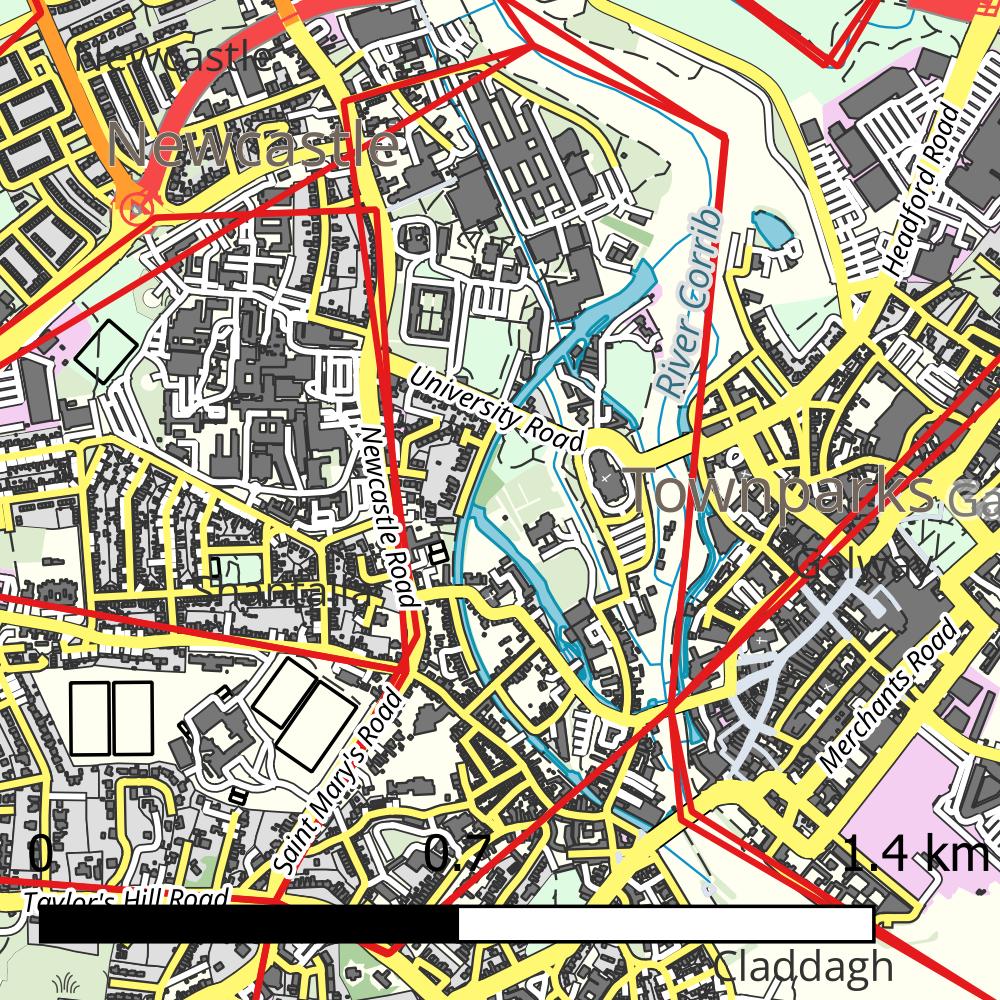 Newcastle
Newcastle
Headford Road
River Corrib
University Road
Townparks
Newcastle Road
Galway
Shantalla
Merchants Road
Saint Mary's Road
0
0.7
1.4 km
Taylor's Hill Road
Claddagh